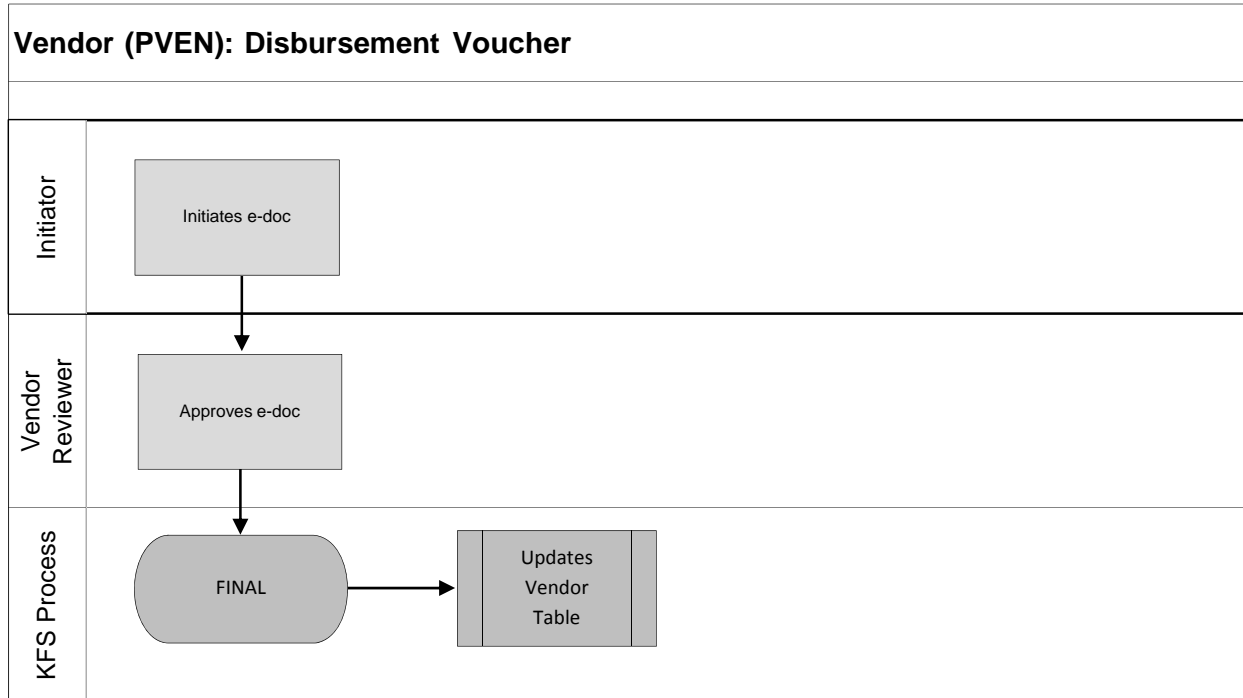 Vendor (PVEN): Disbursement Voucher
Initiator
Initiates e-doc
Vendor
Reviewer
Approves e-doc
KFS Process
FINAL
Updates
Vendor
Table